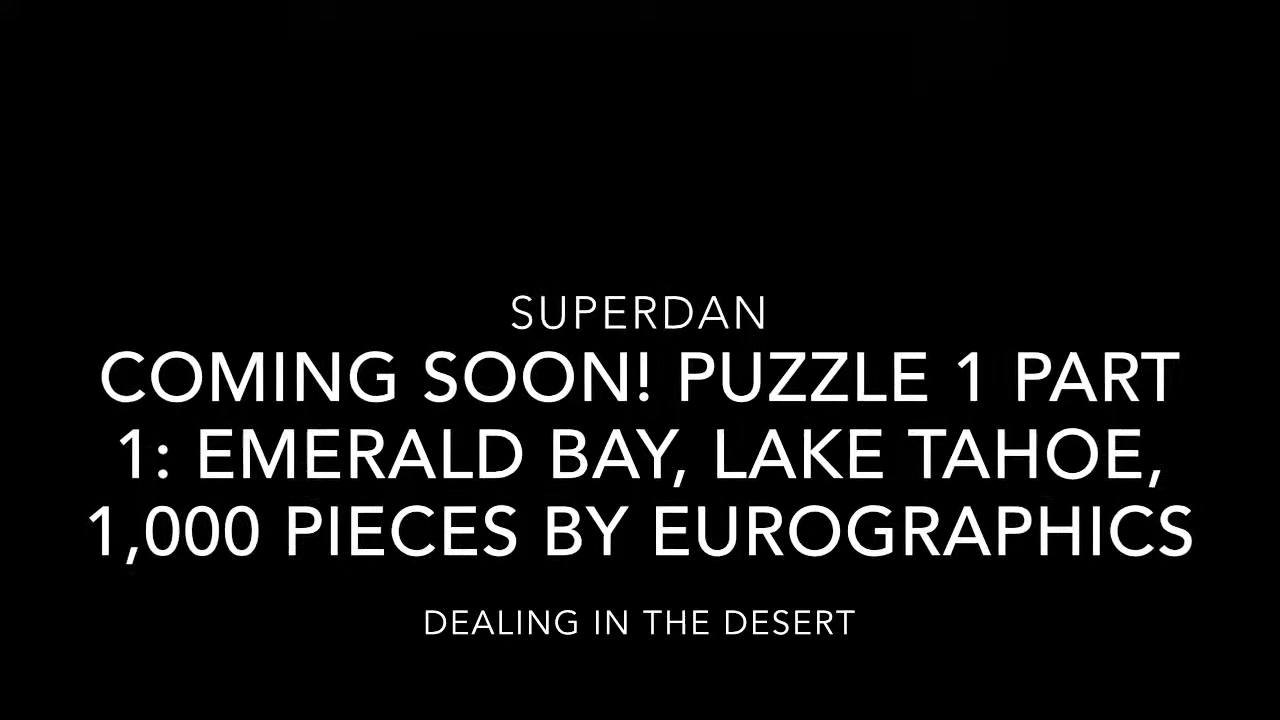 SUPERDAN
COMING SOON! PUZZLE 1 PART
1: EMERALD BAY, LAKE TAHOE,
1,000 PIECES BY EUROGRAPHICS
DEALING IN THE DESERT